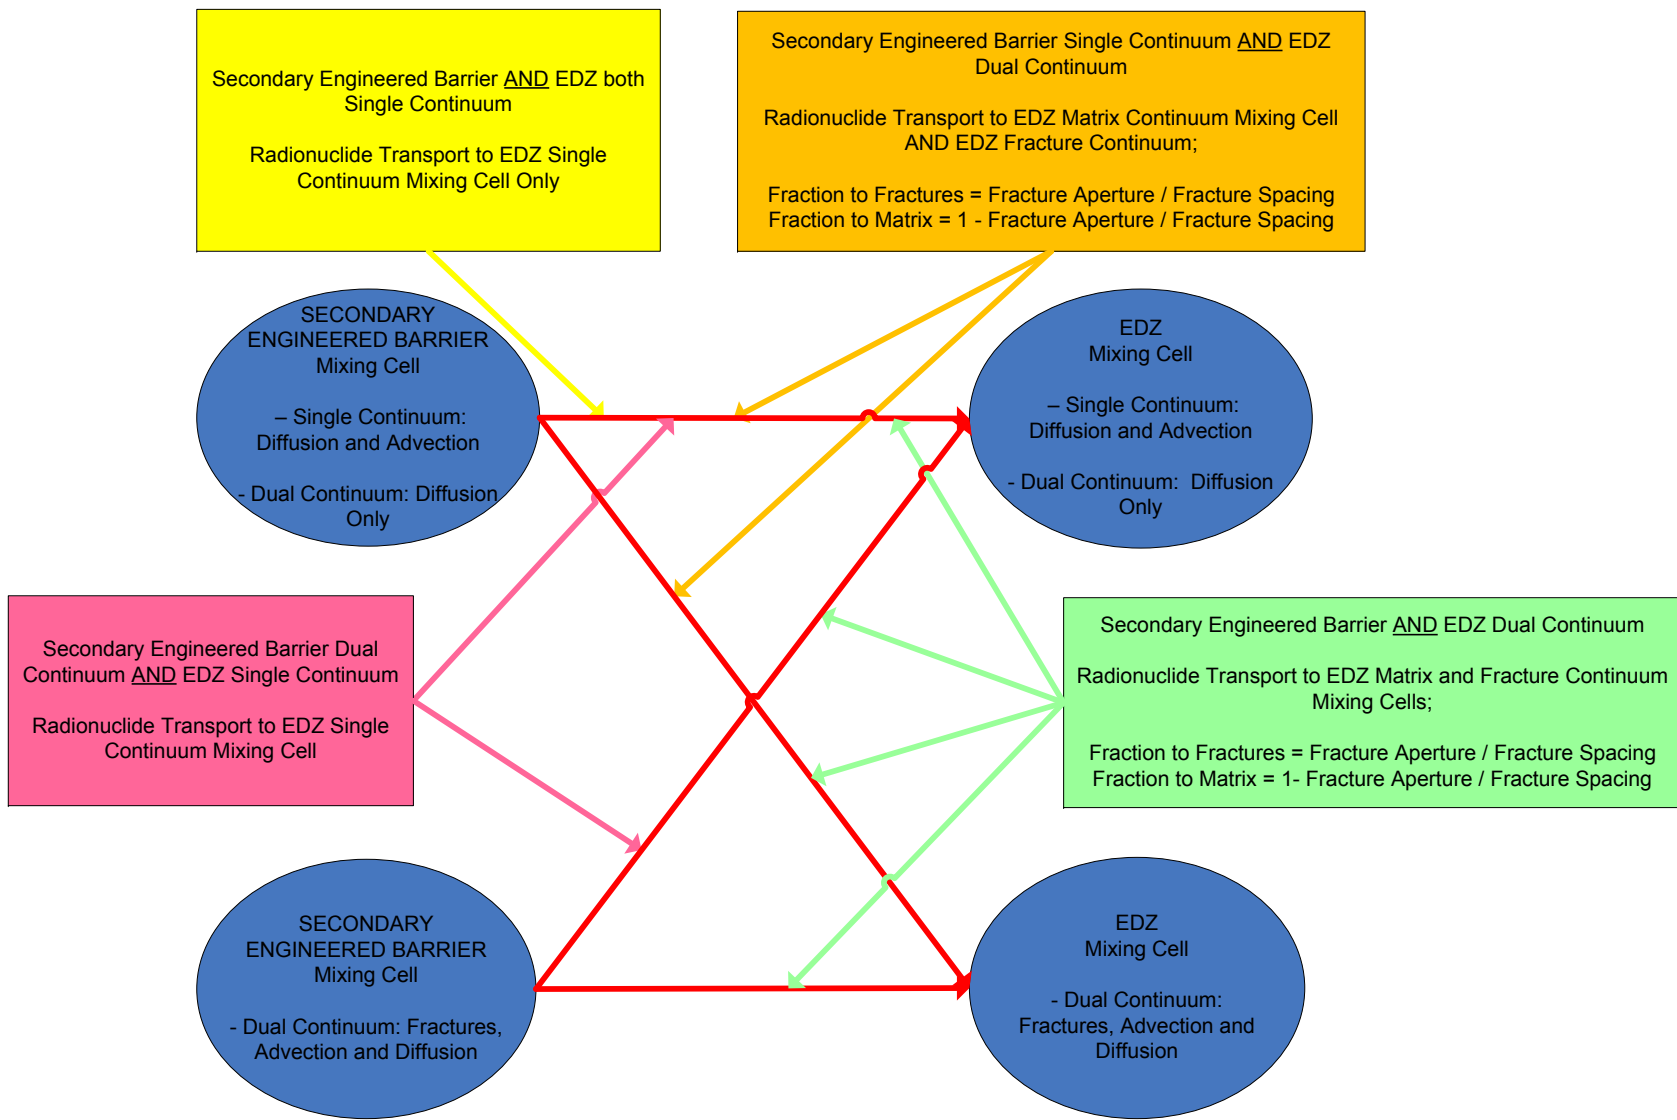 Secondary Engineered Barrier AND EDZ both
Single Continuum
Radionuclide Transport to EDZ Single
Continuum Mixing Cell Only
Secondary Engineered Barrier Single Continuum AND EDZ
Dual Continuum
Radionuclide Transport to EDZ Matrix Continuum Mixing Cell
AND EDZ Fracture Continuum;
Fraction to Fractures = Fracture Aperture / Fracture Spacing
Fraction to Matrix = 1 - Fracture Aperture / Fracture Spacing
SECONDARY
ENGINEERED BARRIER
Mixing Cell
– Single Continuum:
Diffusion and Advection
- Dual Continuum: Diffusion
Only
EDZ
Mixing Cell
– Single Continuum:
Diffusion and Advection
- Dual Continuum:  Diffusion
Only
Secondary Engineered Barrier Dual
Continuum AND EDZ Single Continuum
Radionuclide Transport to EDZ Single
Continuum Mixing Cell
Secondary Engineered Barrier AND EDZ Dual Continuum
Radionuclide Transport to EDZ Matrix and Fracture Continuum
Mixing Cells;
Fraction to Fractures = Fracture Aperture / Fracture Spacing
Fraction to Matrix = 1- Fracture Aperture / Fracture Spacing
SECONDARY
ENGINEERED BARRIER
Mixing Cell
- Dual Continuum: Fractures,
Advection and Diffusion
EDZ
Mixing Cell
- Dual Continuum:
Fractures, Advection and
Diffusion